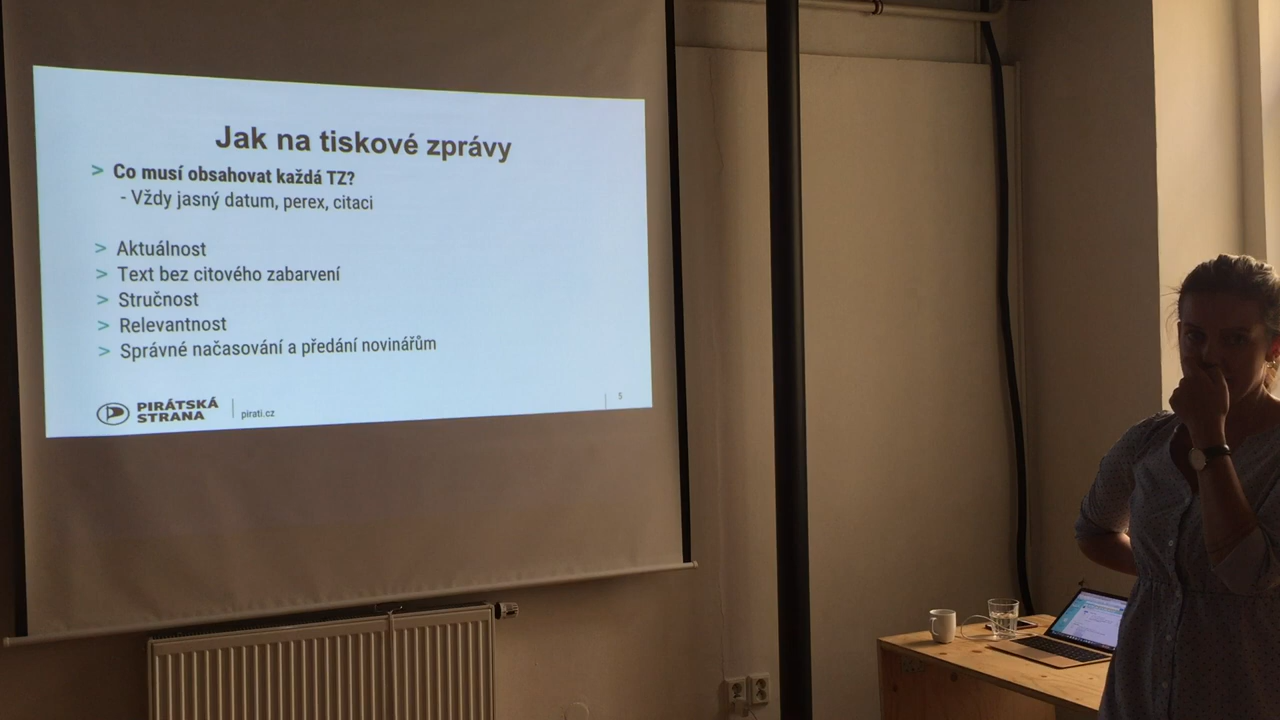 Jak na tiskové zprávy
> Co musí obsahovat každá TZ?
- Vždy jasný datum, perex, citaci
> Aktuálnost
> Text bez citového zabarvení
> Stručnost
> Relevantnost
> Správné načasování a předání novinářům
PIRÁTSKÁ
STRANA
pirati.cz
5